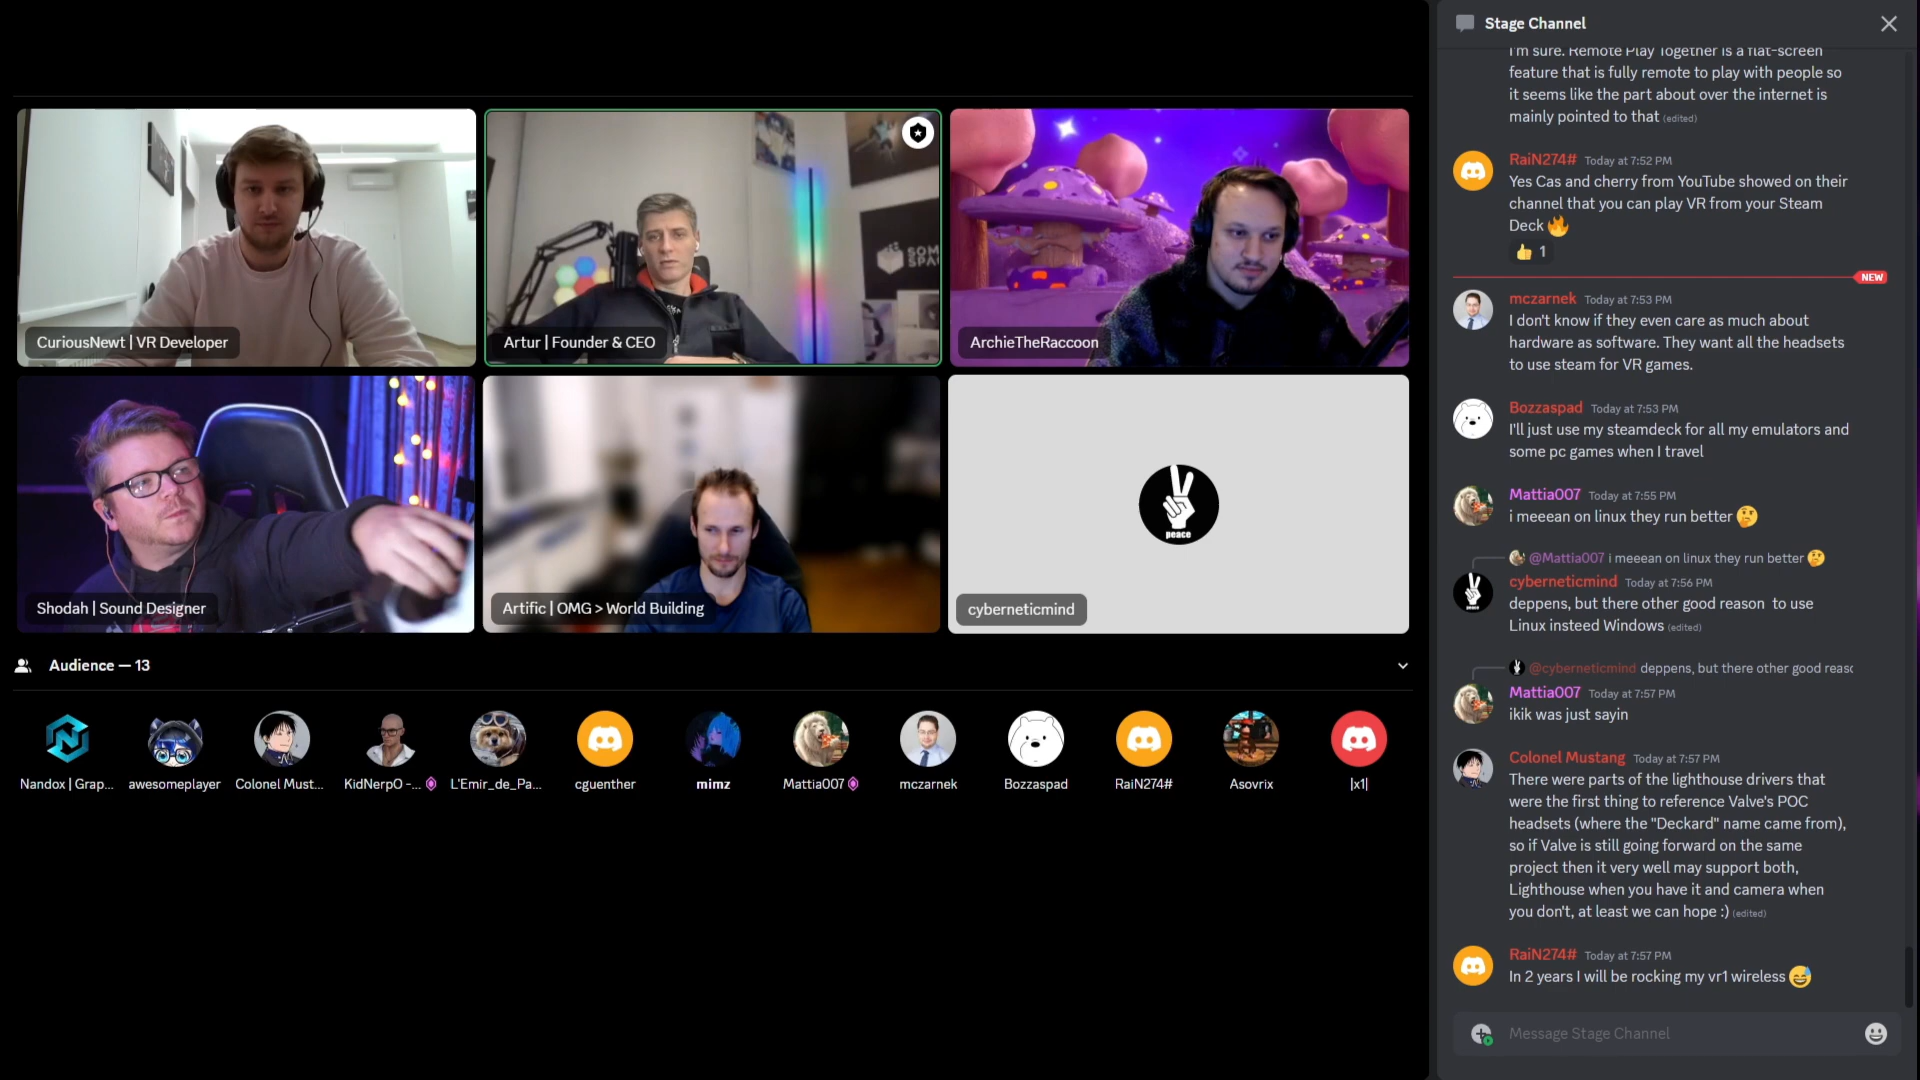 CuriousNewt | VR Developer
Artur | Founder & CEO
SOM
SPA
ArchieTheRaccoon
Shodah | Sound Designer
Artific | OMG > World Building
peace
cyberneticmind
Audience — 13
Nandox | Grap...
awesomeplayer
Colonel Must...
KidNerpO -...
L'Emir_de_Pa...
cguenther
mimz
Mattia007
mczarnek
Bozzaspad
RaiN274#
Asovrix
|x1|
Stage Channel
I'm sure. Remote Play Together is a flat-screen
feature that is fully remote to play with people so
it seems like the part about over the internet is
mainly pointed to that (edited)
RaiN274# Today at 7:52 PM
Yes Cas and cherry from YouTube showed on their
channel that you can play VR from your Steam
Deck 🔥
👍 1
NEW
mczarnek Today at 7:53 PM
I don't know if they even care as much about
hardware as software. They want all the headsets
to use steam for VR games.
Bozzaspad Today at 7:53 PM
I'll just use my steamdeck for all my emulators and
some pc games when I travel
Mattia007 Today at 7:55 PM
i meeean on linux they run better 🤔
@Mattia007 i meeean on linux they run better 🤔
cyberneticmind Today at 7:56 PM
deppens, but there other good reason  to use
Linux insteed Windows (edited)
@cyberneticmind deppens, but there other good reasc
Mattia007 Today at 7:57 PM
ikik was just sayin
Colonel Mustang Today at 7:57 PM
There were parts of the lighthouse drivers that
were the first thing to reference Valve's POC
headsets (where the "Deckard" name came from),
so if Valve is still going forward on the same
project then it very well may support both,
Lighthouse when you have it and camera when
you don't, at least we can hope :) (edited)
RaiN274# Today at 7:57 PM
In 2 years I will be rocking my vr1 wireless 😅
Message Stage Channel